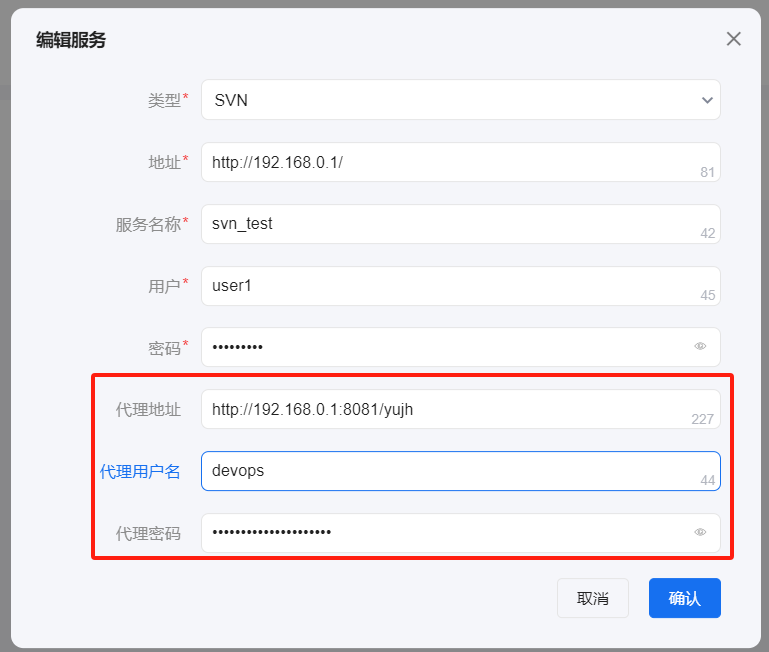 编辑服务
类型* SVN
地址* http://192.168.0.1/ 81
服务名称* svn_test 42
用户* user1 45
密码* •••••••••
代理地址 http://192.168.0.1:8081/yujh 227
代理用户名 devops 44
代理密码 •••••••••••••••••••••
取消 确认